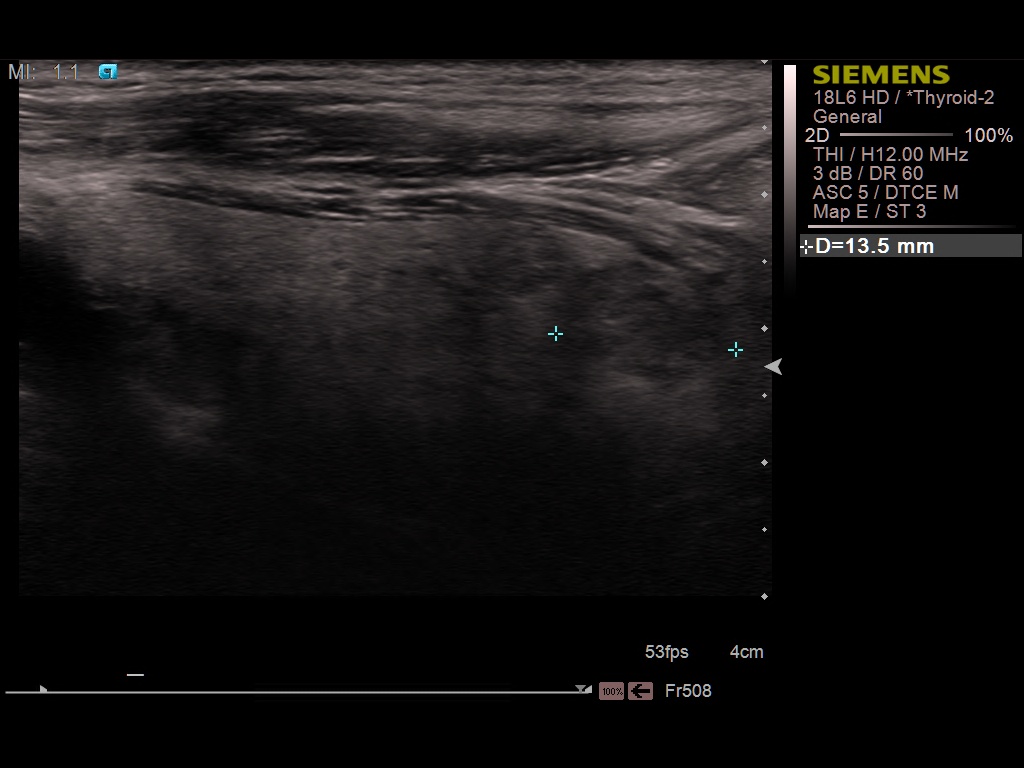 MI: 1.1
SIEMENS
18L6 HD / *Thyroid-2
General
2D 100%
THI / H12.00 MHz
3 dB / DR 60
ASC 5 / DTCE M
Map E / ST 3
D=13.5 mm
53fps 4cm
100% Fr508